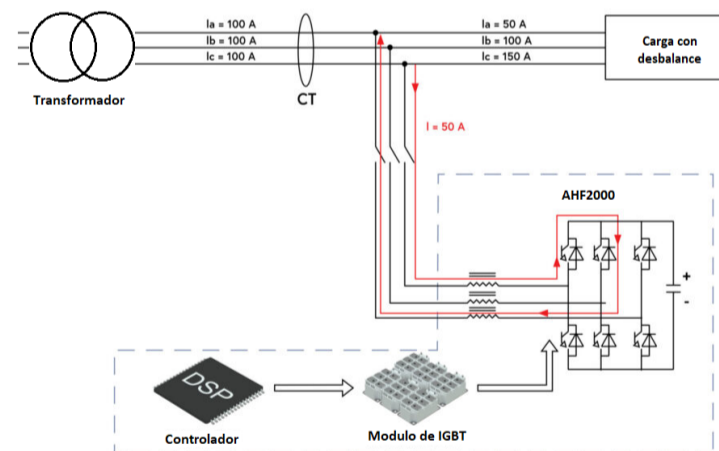 Ia = 100 A
Ib = 100 A
Ic = 100 A
Ia = 50 A
Ib = 100 A
Ic = 150 A
Carga con
desbalance
Transformador
CT
I = 50 A
AHF2000
+
-
DSP
Controlador
Modulo de IGBT